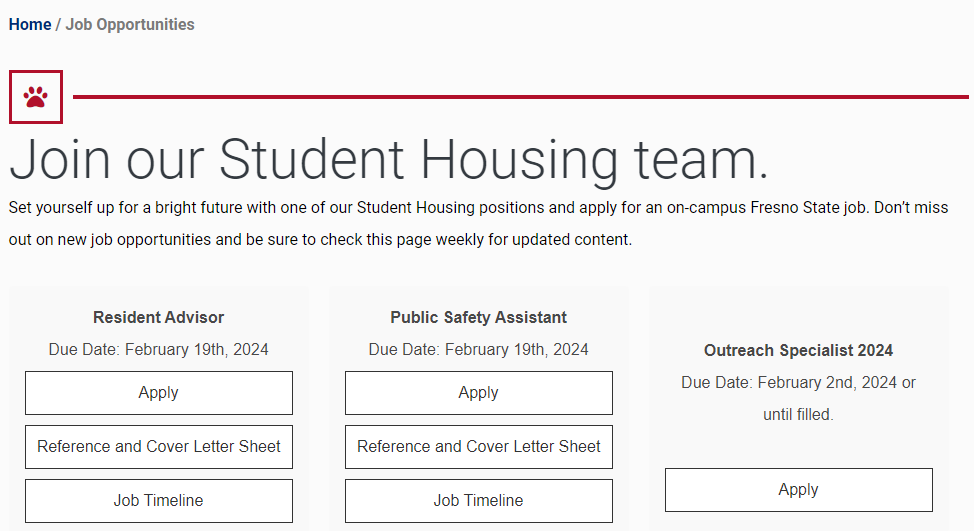 Home / Job Opportunities
Join our Student Housing team.
Set yourself up for a bright future with one of our Student Housing positions and apply for an on-campus Fresno State job. Don’t miss
out on new job opportunities and be sure to check this page weekly for updated content.
Resident Advisor
Due Date: February 19th, 2024
Apply
Reference and Cover Letter Sheet
Job Timeline
Public Safety Assistant
Due Date: February 19th, 2024
Apply
Reference and Cover Letter Sheet
Job Timeline
Outreach Specialist 2024
Due Date: February 2nd, 2024 or
until filled.
Apply